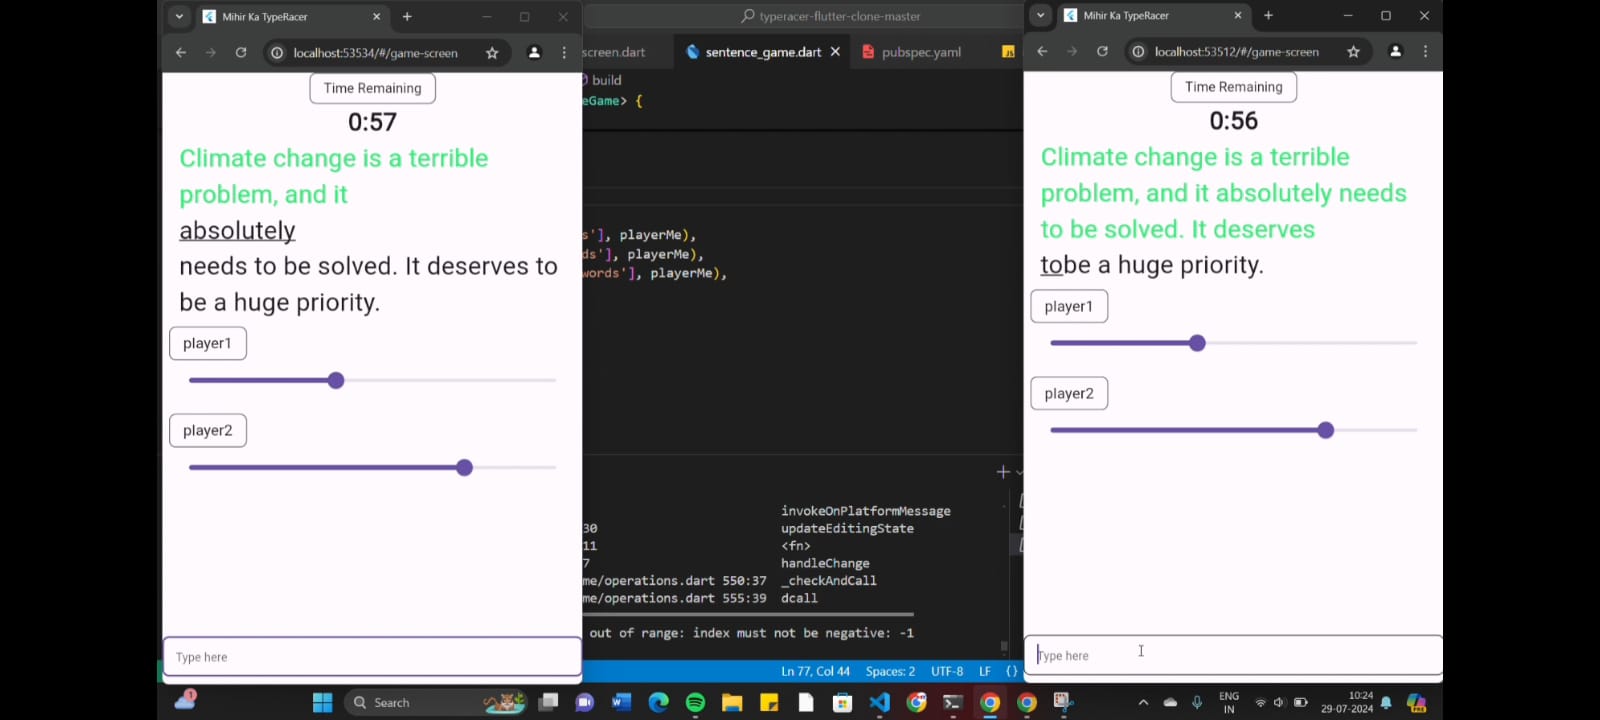 Mihir Ka TypeRacer
localhost:53534/#/game-screen
Time Remaining
0:57
Climate change is a terrible
problem, and it
absolutely
needs to be solved. It deserves to
be a huge priority.
player1
player2
Type here
typeracer-flutter-clone-master
screen.dart
sentence_game.dart
pubspec.yaml
JS
build
eGame> {
s'], playerMe),
ds'], playerMe),
words'], playerMe),
invokeOnPlatformMessage
30 updateEditingState
11 <fn>
7 handleChange
me/operations.dart 550:37 _checkAndCall
me/operations.dart 555:39 dcall
out of range: index must not be negative: -1
Ln 77, Col 44 Spaces: 2 UTF-8 LF {}
Mihir Ka TypeRacer
localhost:53512/#/game-screen
Time Remaining
0:56
Climate change is a terrible
problem, and it absolutely needs
to be solved. It deserves
tobe a huge priority.
player1
player2
Type here
1
Search
ENG
IN
10:24
29-07-2024